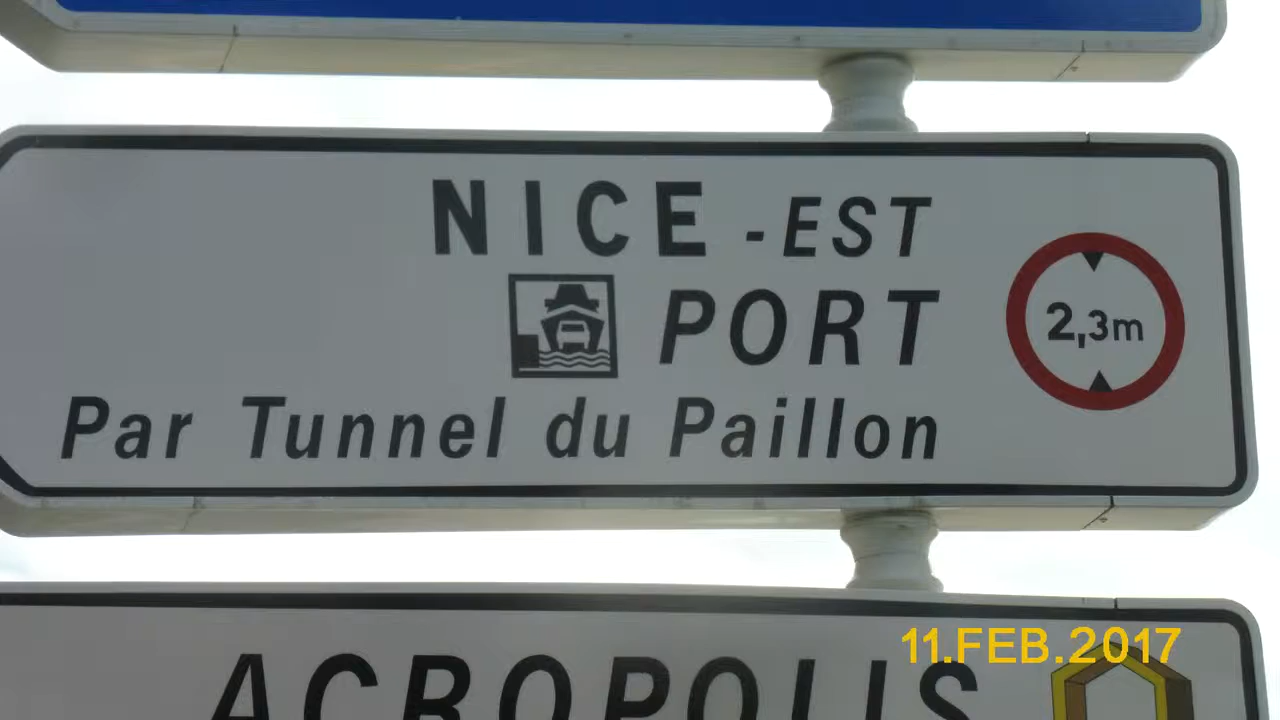 NICE -EST
PORT
2,3m
Par Tunnel du Paillon
11.FEB.2017
ACROPOLIS